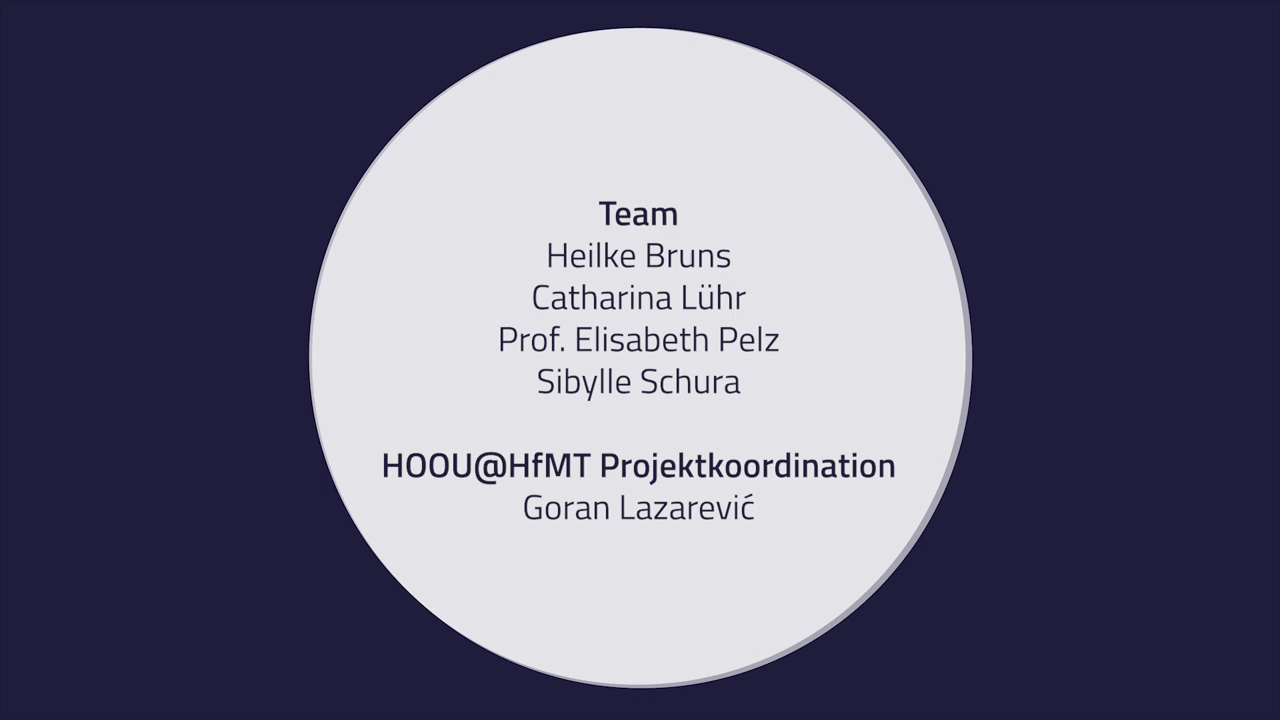 Team
Heilke Bruns
Catharina Lühr
Prof. Elisabeth Pelz
Sibylle Schura
HOOU@HfMT Projektkoordination
Goran Lazarević